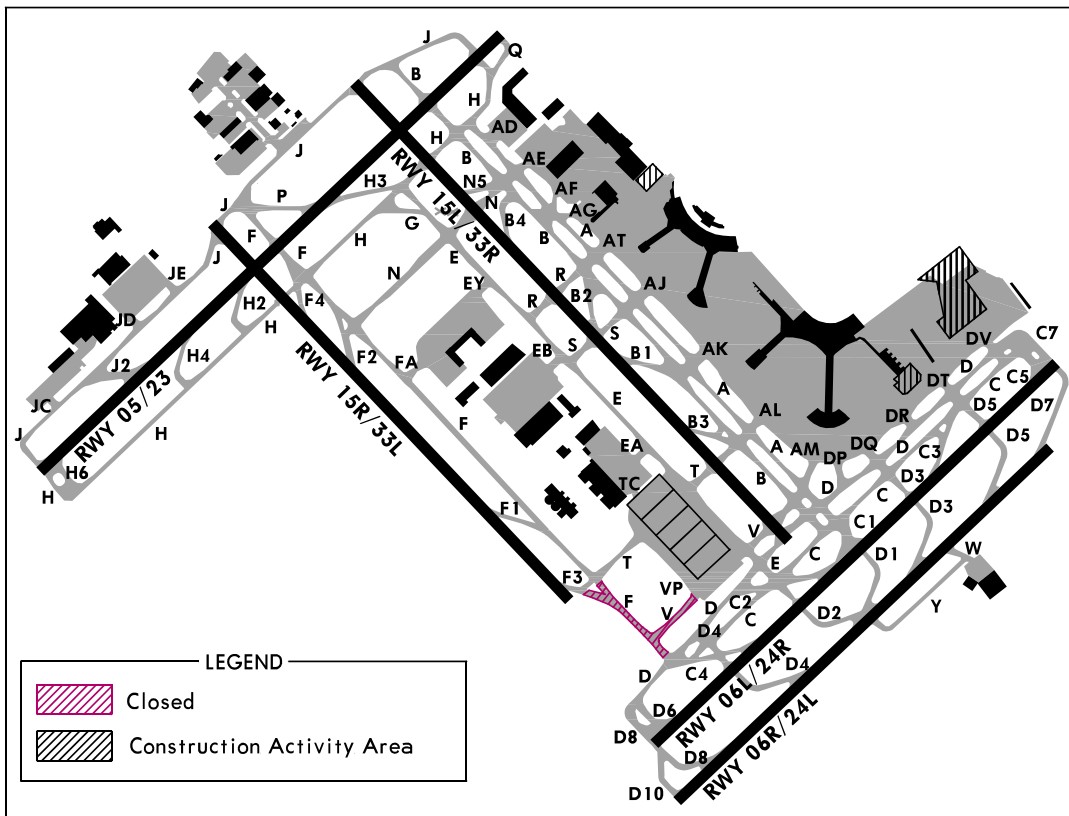 J
Q
B
H
AD
J
H
AE
B
RWY 15L/33R
H3
N5
AF
P
N
AG
J
B4
A
G
F
B
AT
H
E
F
J
JE
N
R
AJ
EY
B2
H2
F4
R
S
H
JD
DV
C7
S
B1
AK
F2
EB
J2
H4
FA
D
RWY 15R/33L
DT
C
C5
A
E
D5
D7
JC
RWY 05/23
AL
DR
B3
F
H
J
D5
EA
A
AM
DQ
D
C3
DP
H6
T
B
D3
TC
D
H
C
D3
F1
C1
V
W
C
D1
T
E
F3
VP
F
D
C2
Y
V
C
D2
D4
D4
C4
D
RWY 06L/24R
D6
D8
D8
RWY 06R/24L
D10
LEGEND
Closed
Construction Activity Area